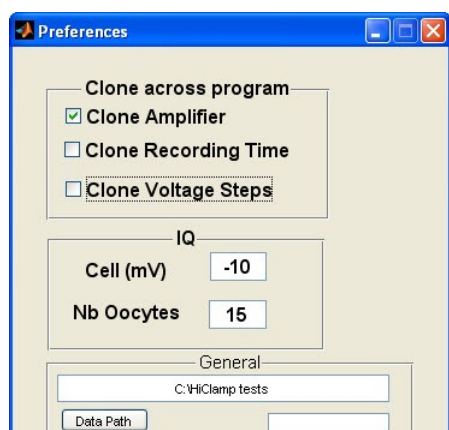 Preferences
Clone across program
Clone Amplifier
Clone Recording Time
Clone Voltage Steps
IQ
Cell (mV) -10
Nb Oocytes 15
General
C:\HiClamp tests
Data Path